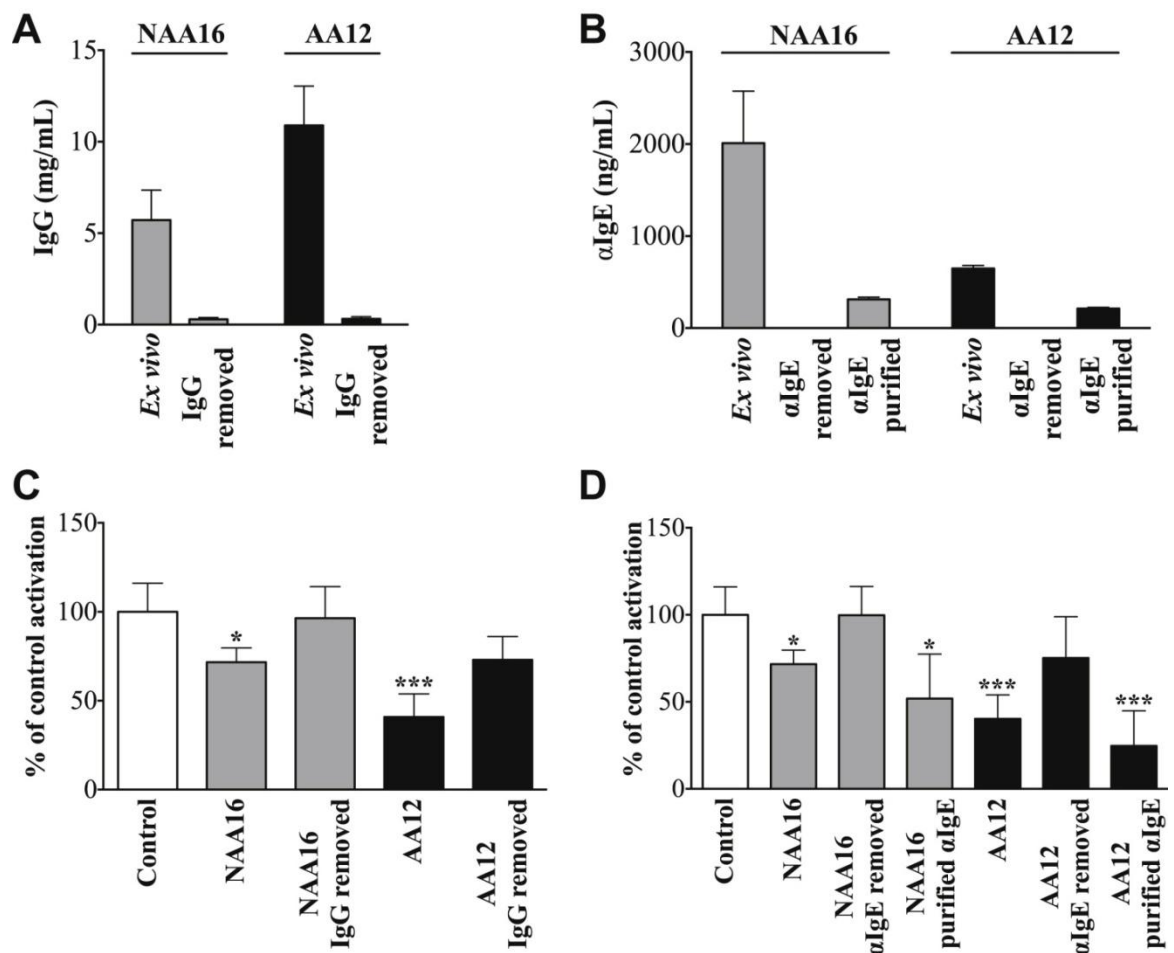 A
NAA16
AA12
IgG (mg/mL)
15
10
5
0
Ex vivo
IgG
removed
Ex vivo
IgG
removed
B
NAA16
AA12
αIgE (ng/mL)
3000
2000
1000
0
Ex vivo
αIgE
removed
αIgE
purified
Ex vivo
αIgE
removed
αIgE
purified
C
% of control activation
150
100
50
0
*
***
Control
NAA16
NAA16
IgG removed
AA12
AA12
IgG removed
D
% of control activation
150
100
50
0
*
*
***
***
Control
NAA16
NAA16
αIgE removed
NAA16
purified αIgE
AA12
AA12
αIgE removed
AA12
purified αIgE